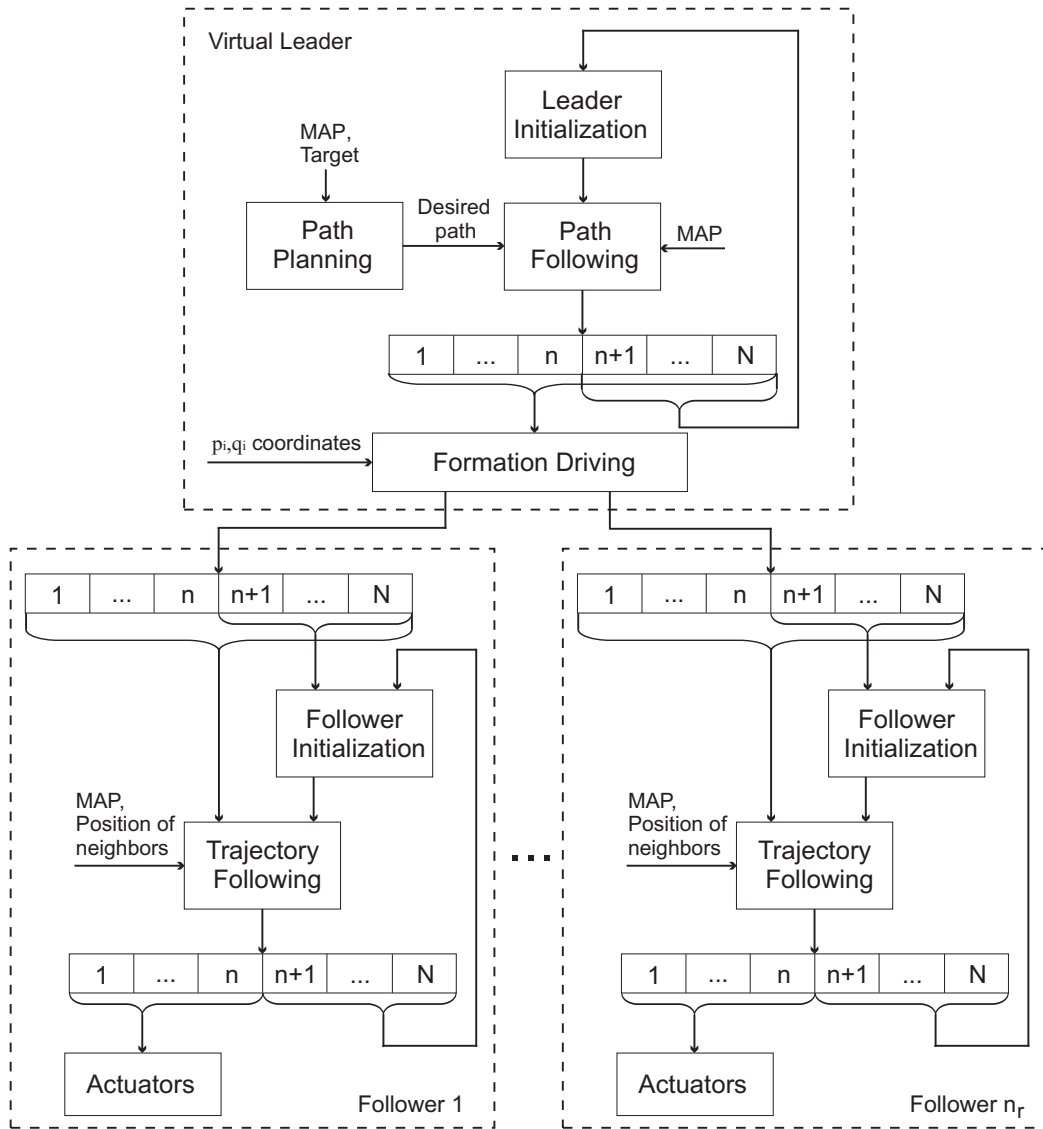 Virtual Leader
Leader
Initialization
MAP,
Target
Path
Planning
Desired
path
Path
Following
MAP
1 ... n n+1 ... N
pi,qi coordinates
Formation Driving
1 ... n n+1 ... N
Follower
Initialization
MAP,
Position of
neighbors
Trajectory
Following
1 ... n n+1 ... N
Actuators
Follower 1
...
1 ... n n+1 ... N
Follower
Initialization
MAP,
Position of
neighbors
Trajectory
Following
1 ... n n+1 ... N
Actuators
Follower nr